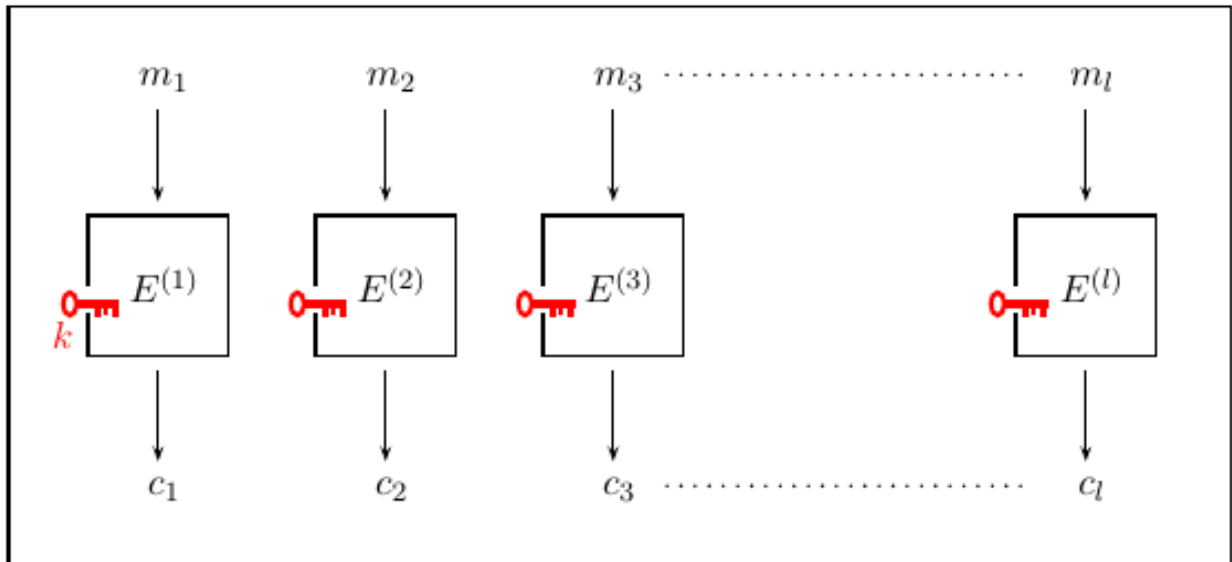 m₁ m₂ m₃ ........ mₗ
E⁽¹⁾ E⁽²⁾ E⁽³⁾ E⁽ˡ⁾
k
c₁ c₂ c₃ ........ cₗ